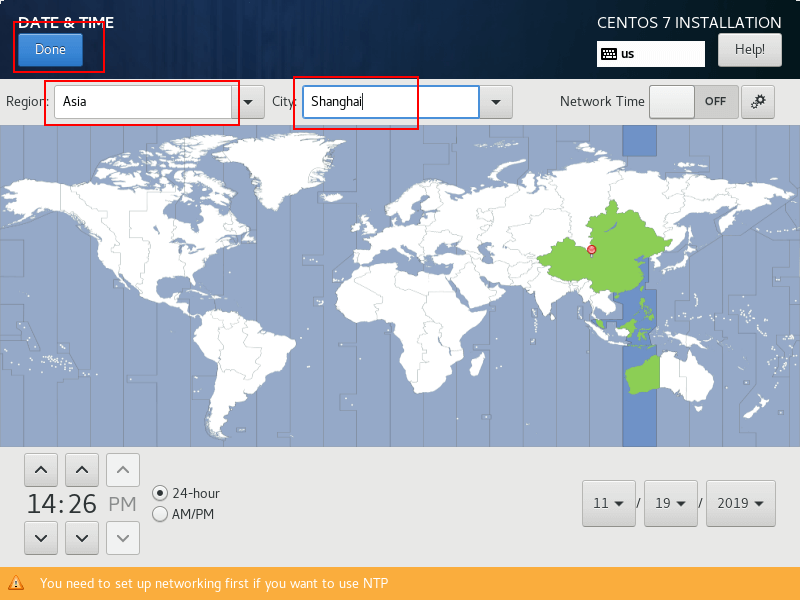 DATE & TIME
CENTOS 7 INSTALLATION
Done
us
Help!
Region: Asia City: Shanghai Network Time OFF
14:26 PM
24-hour
AM/PM
11 / 19 / 2019
You need to set up networking first if you want to use NTP